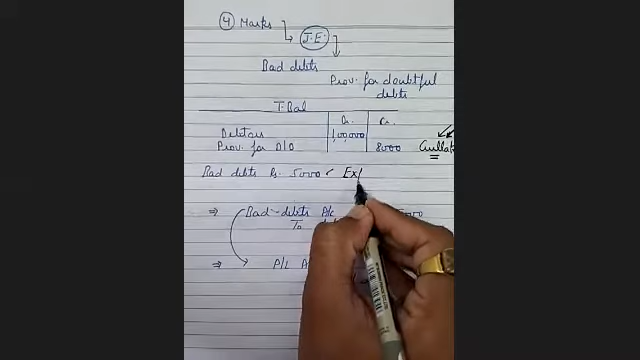 4 Marks
J.E.
Bad debts
Prov. for doubtful
debts
T.Bal
Dr. Cr.
Debtors 1,00,000
Prov. for D/D 8000
Bad debts Rs. 5000 Ex
⇒ Bad debts A/c
To
⇒ P/L A